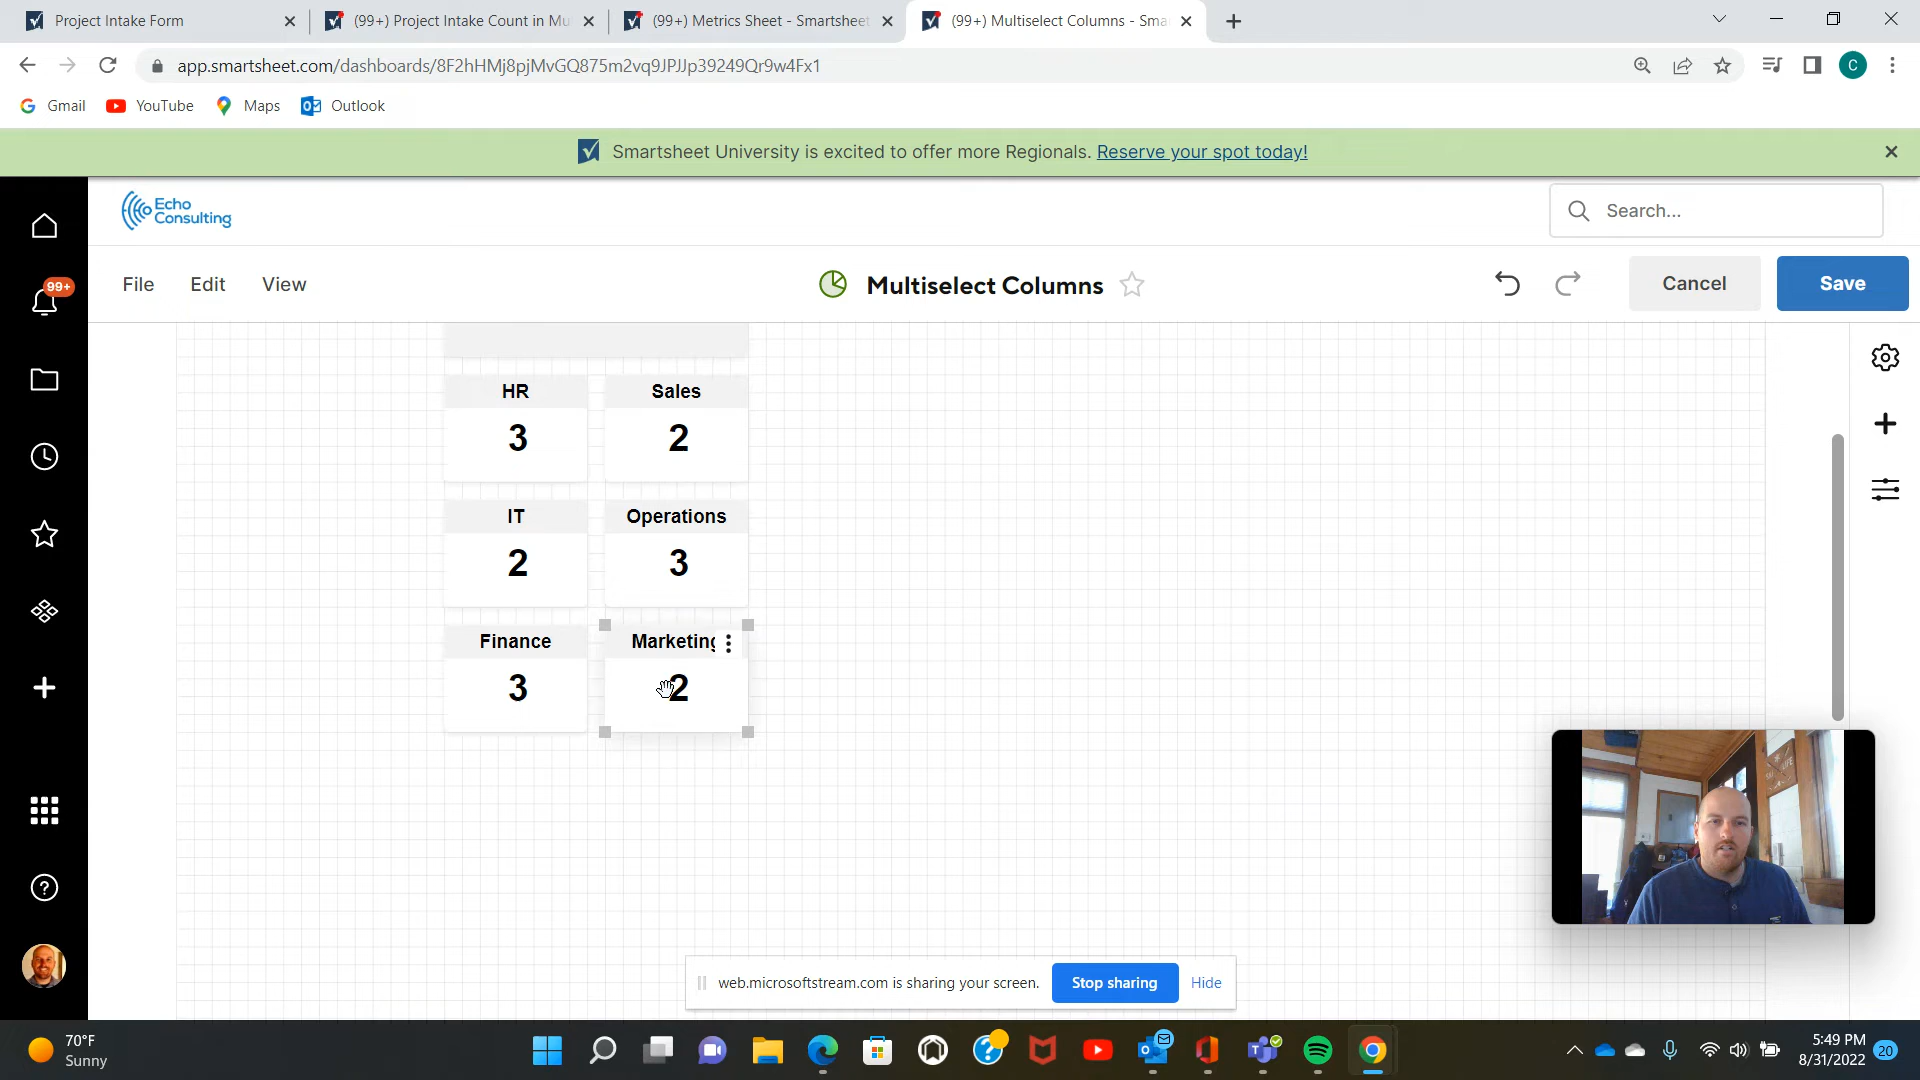 Project Intake Form
(99+) Project Intake Count in Mu
(99+) Metrics Sheet - Smartsheet
(99+) Multiselect Columns - Sma
app.smartsheet.com/dashboards/8F2hHMj8pjMvGQ875m2vq9JPJJp39249Qr9w4Fx1
C
Gmail
YouTube
Maps
Outlook
Smartsheet University is excited to offer more Regionals. Reserve your spot today!
Echo
Consulting
Search...
99+
File
Edit
View
Multiselect Columns
Cancel
Save
HR
Sales
3
2
IT
Operations
2
3
Finance
Marketing
3
2
web.microsoftstream.com is sharing your screen.
Stop sharing
Hide
70°F
Sunny
5:49 PM
8/31/2022
20